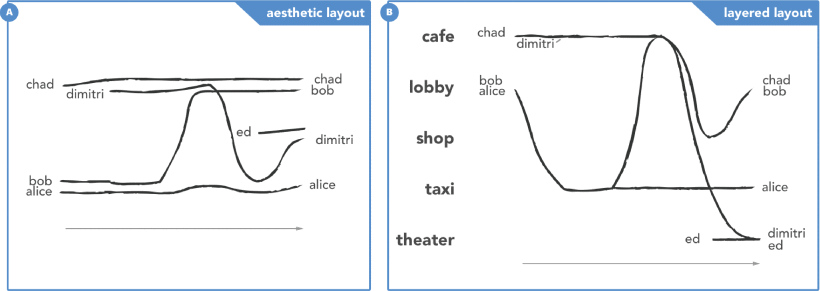 A
aesthetic layout
chad
chad
dimitri
bob
ed
dimitri
bob
alice
alice
B
layered layout
cafe
chad
dimitri
lobby
bob
alice
chad
bob
shop
taxi
alice
theater
ed
dimitri
ed